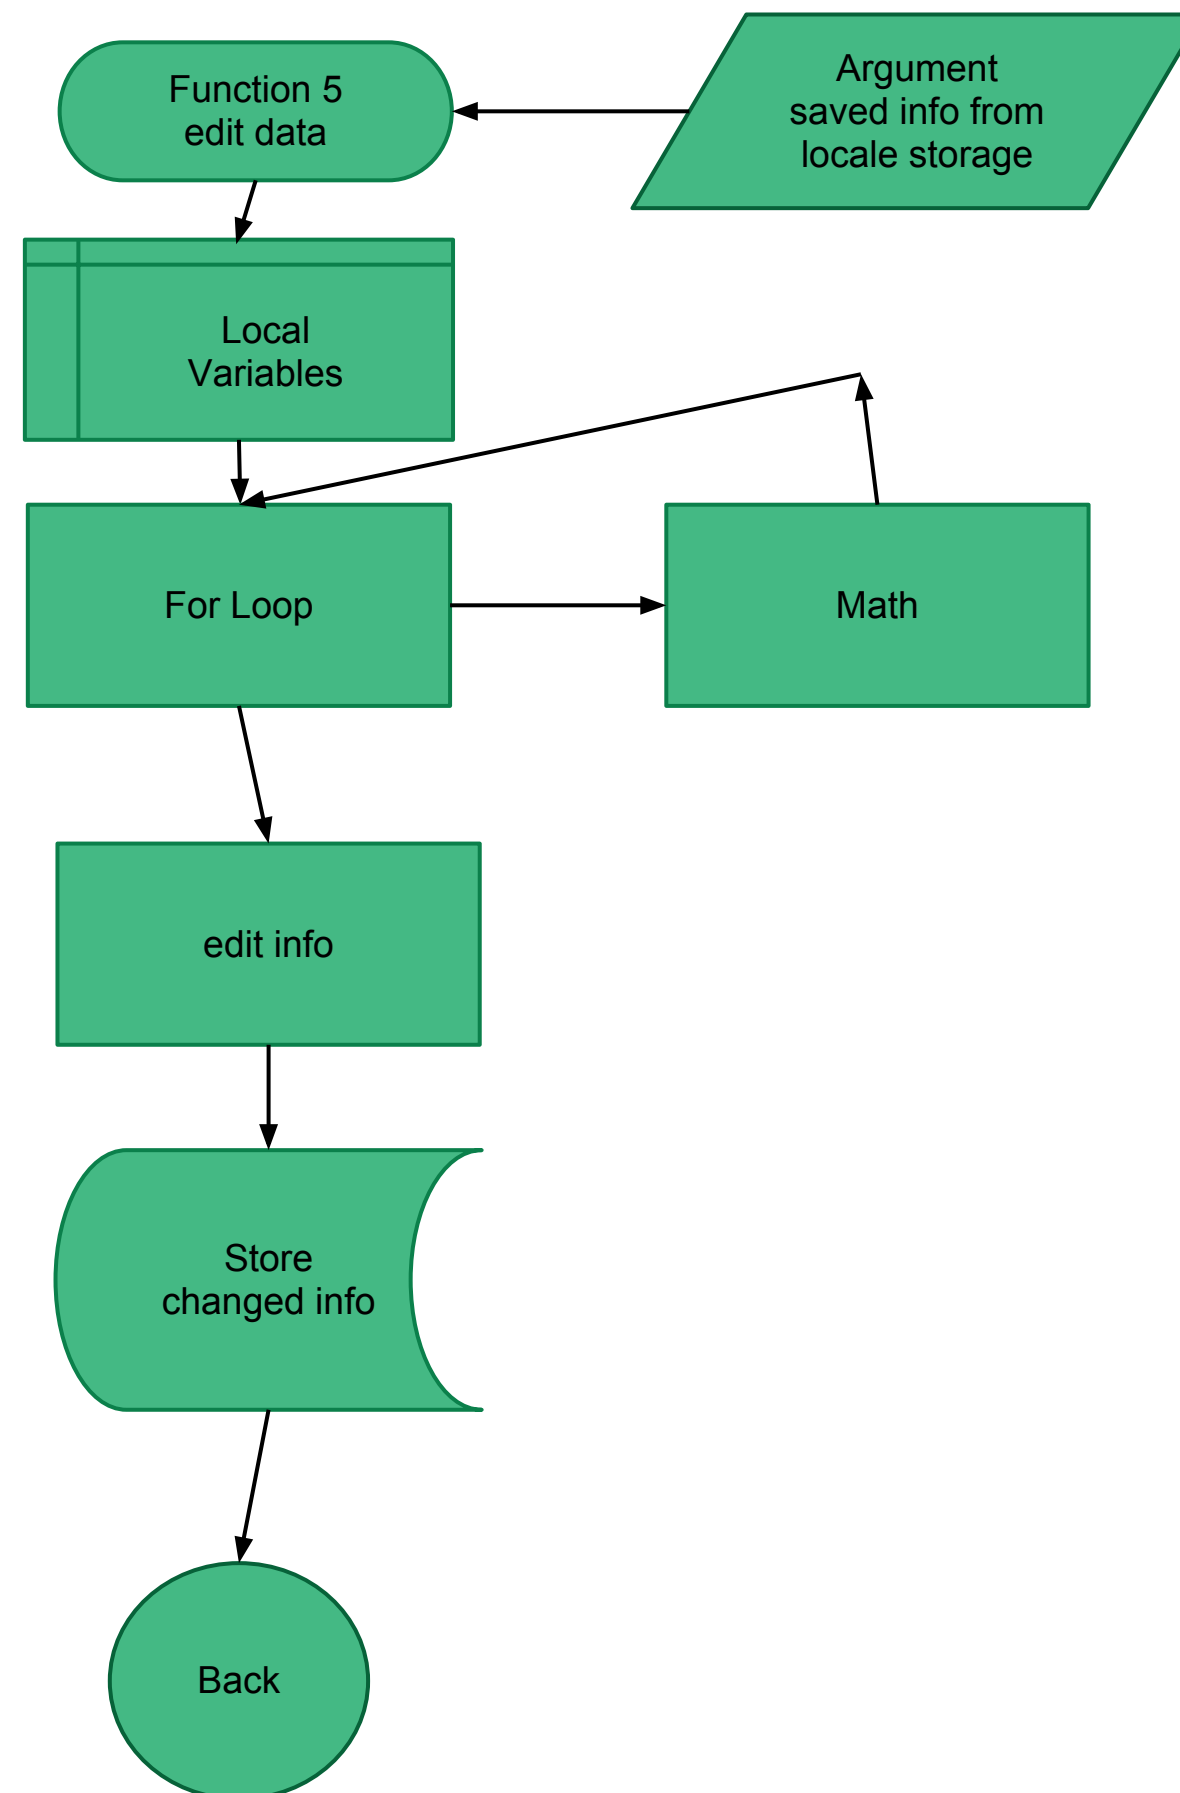 Function 5
edit data
Argument
saved info from
locale storage
Local
Variables
For Loop
Math
edit info
Store
changed info
Back